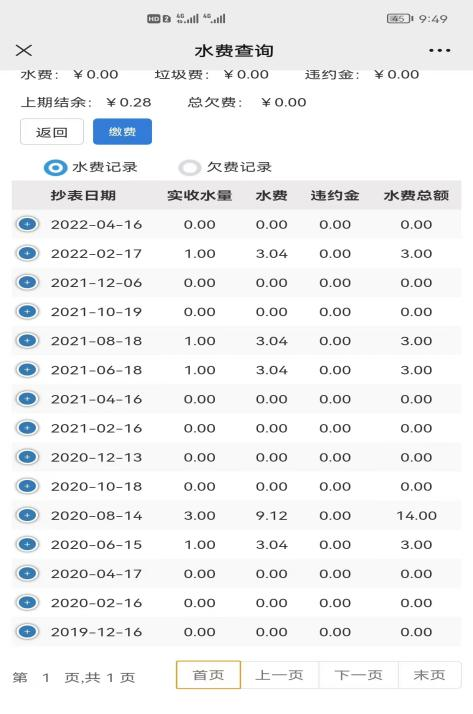 HD 2 4G 4G 45 9:49
水费查询
水费: ￥0.00 垃圾费: ￥0.00 违约金: ￥0.00
上期结余: ￥0.28 总欠费: ￥0.00
返回 缴费
水费记录 欠费记录
抄表日期 实收水量 水费 违约金 水费总额
2022-04-16 0.00 0.00 0.00 0.00
2022-02-17 1.00 3.04 0.00 3.00
2021-12-06 0.00 0.00 0.00 0.00
2021-10-19 0.00 0.00 0.00 0.00
2021-08-18 1.00 3.04 0.00 3.00
2021-06-18 1.00 3.04 0.00 3.00
2021-04-16 0.00 0.00 0.00 0.00
2021-02-16 0.00 0.00 0.00 0.00
2020-12-13 0.00 0.00 0.00 0.00
2020-10-18 0.00 0.00 0.00 0.00
2020-08-14 3.00 9.12 0.00 14.00
2020-06-15 1.00 3.04 0.00 3.00
2020-04-17 0.00 0.00 0.00 0.00
2020-02-16 0.00 0.00 0.00 0.00
2019-12-16 0.00 0.00 0.00 0.00
第 1 页,共 1 页 首页 上一页 下一页 末页